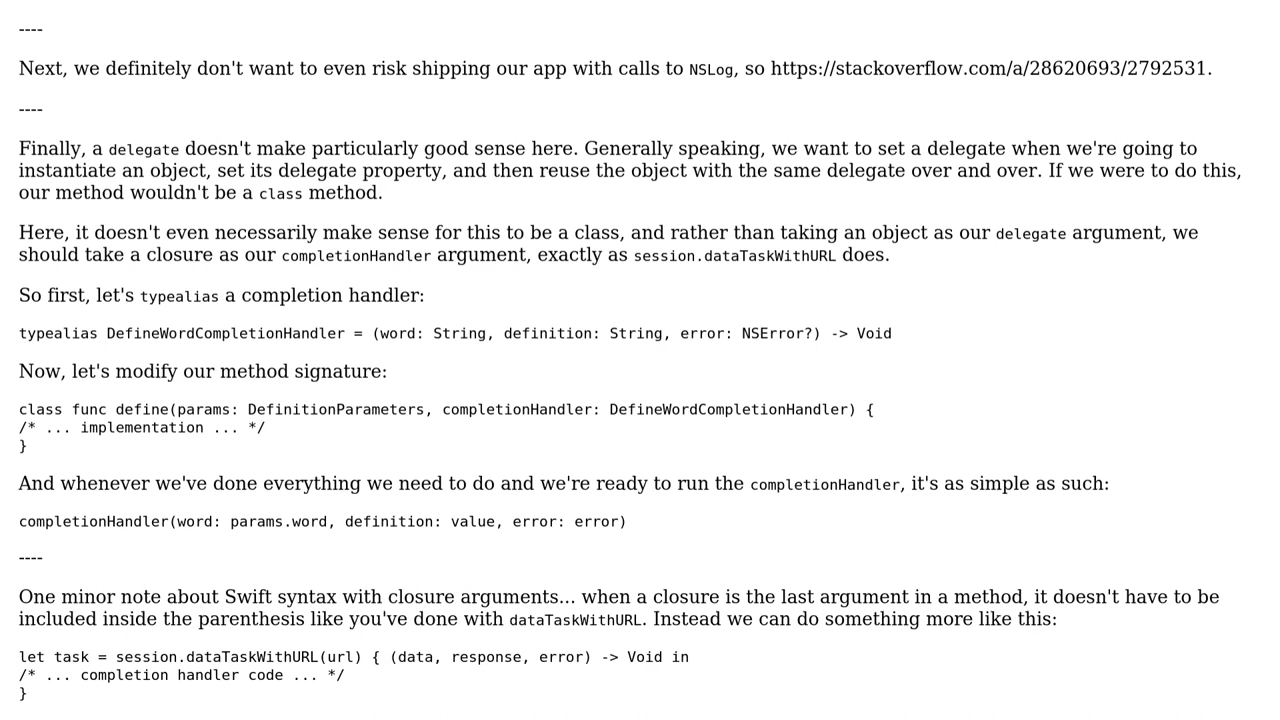 ----
Next, we definitely don't want to even risk shipping our app with calls to NSLog, so https://stackoverflow.com/a/28620693/2792531.
----
Finally, a delegate doesn't make particularly good sense here. Generally speaking, we want to set a delegate when we're going to
instantiate an object, set its delegate property, and then reuse the object with the same delegate over and over. If we were to do this,
our method wouldn't be a class method.
Here, it doesn't even necessarily make sense for this to be a class, and rather than taking an object as our delegate argument, we
should take a closure as our completionHandler argument, exactly as session.dataTaskWithURL does.
So first, let's typealias a completion handler:
typealias DefineWordCompletionHandler = (word: String, definition: String, error: NSError?) -> Void
Now, let's modify our method signature:
class func define(params: DefinitionParameters, completionHandler: DefineWordCompletionHandler) {
/* ... implementation ... */
}
And whenever we've done everything we need to do and we're ready to run the completionHandler, it's as simple as such:
completionHandler(word: params.word, definition: value, error: error)
----
One minor note about Swift syntax with closure arguments... when a closure is the last argument in a method, it doesn't have to be
included inside the parenthesis like you've done with dataTaskWithURL. Instead we can do something more like this:
let task = session.dataTaskWithURL(url) { (data, response, error) -> Void in
/* ... completion handler code ... */
}